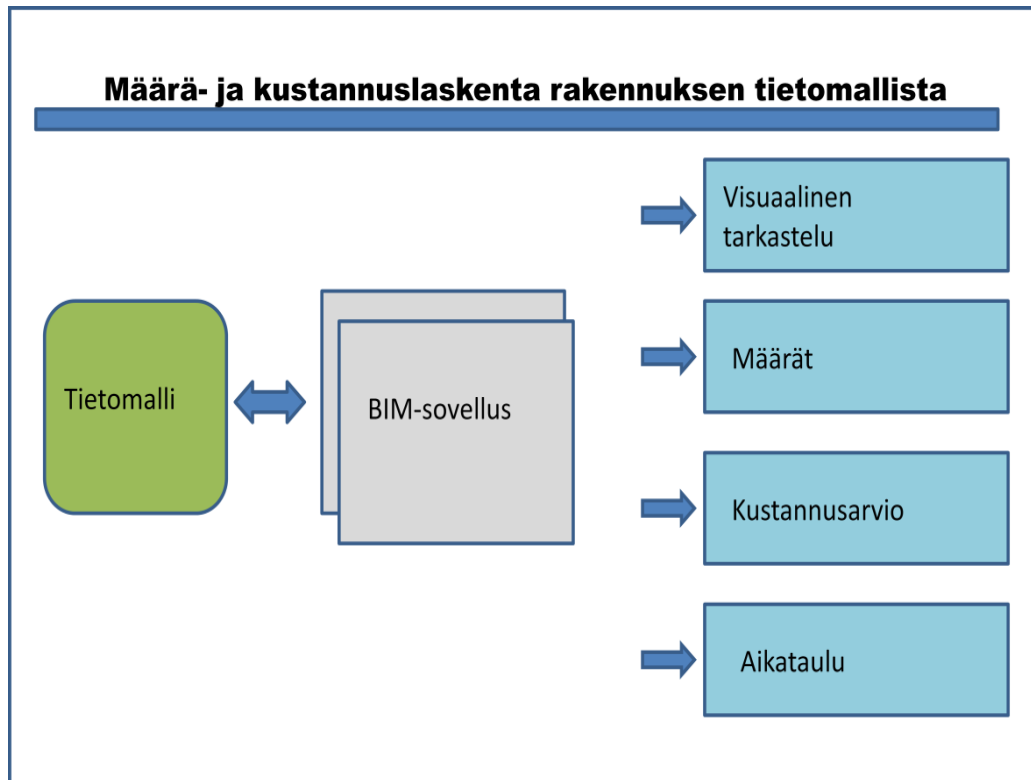 Määrä- ja kustannuslaskenta rakennuksen tietomallista
Visuaalinen
tarkastelu
Tietomalli
BIM-sovellus
Määrät
Kustannusarvio
Aikataulu